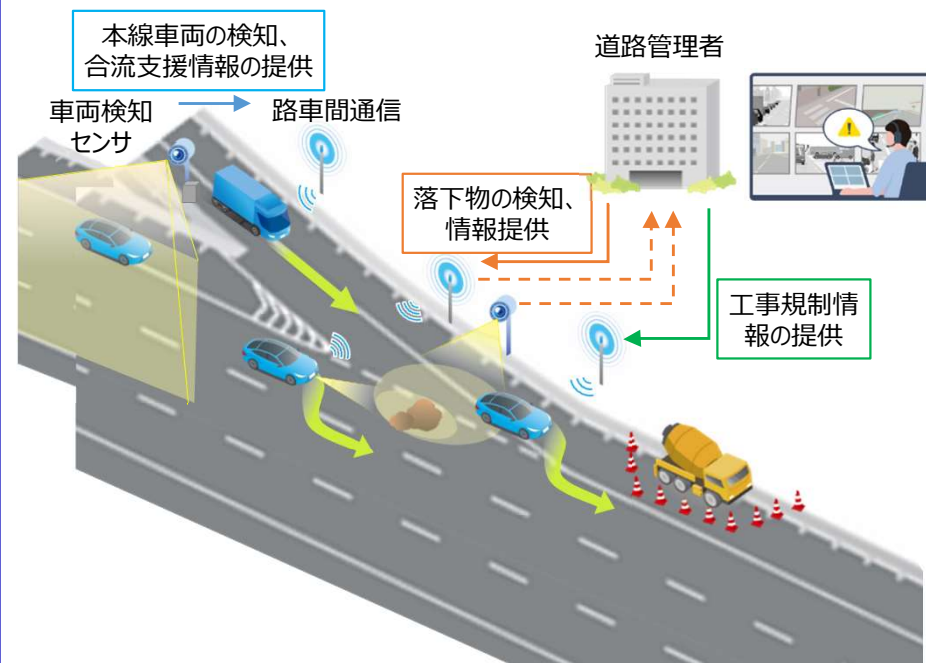 本線車両の検知、
合流支援情報の提供
車両検知
センサ
路車間通信
道路管理者
落下物の検知、
情報提供
工事規制情
報の提供